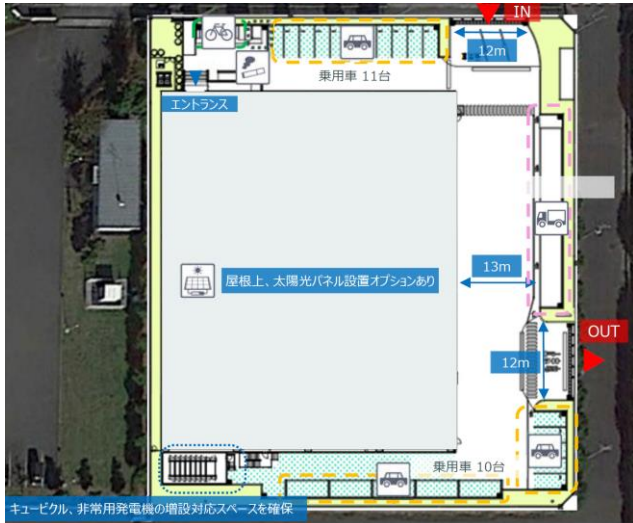 IN
12m
乗用車 11台
エントランス
屋根上、太陽光パネル設置オプションあり
13m
OUT
12m
乗用車 10台
キュービクル、非常用発電機の増設対応スペースを確保